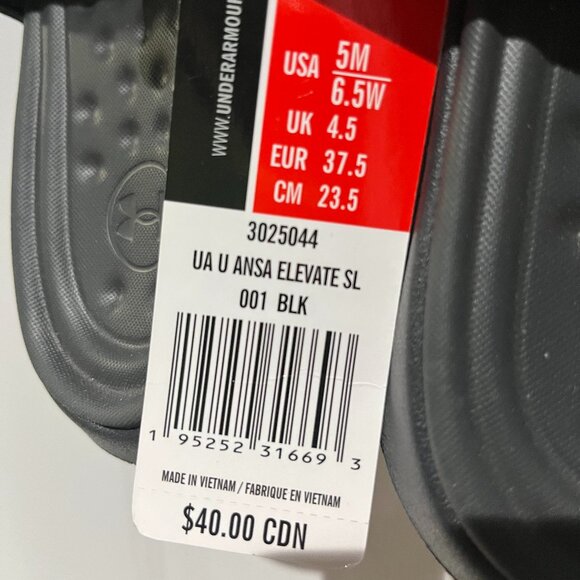 WWW.UNDERARMOUR
USA 5M
6.5W
UK 4.5
EUR 37.5
CM 23.5
3025044
UA U ANSA ELEVATE SL
001 BLK
1 95252 31669 3
MADE IN VIETNAM / FABRIQUE EN VIETNAM
$40.00 CDN